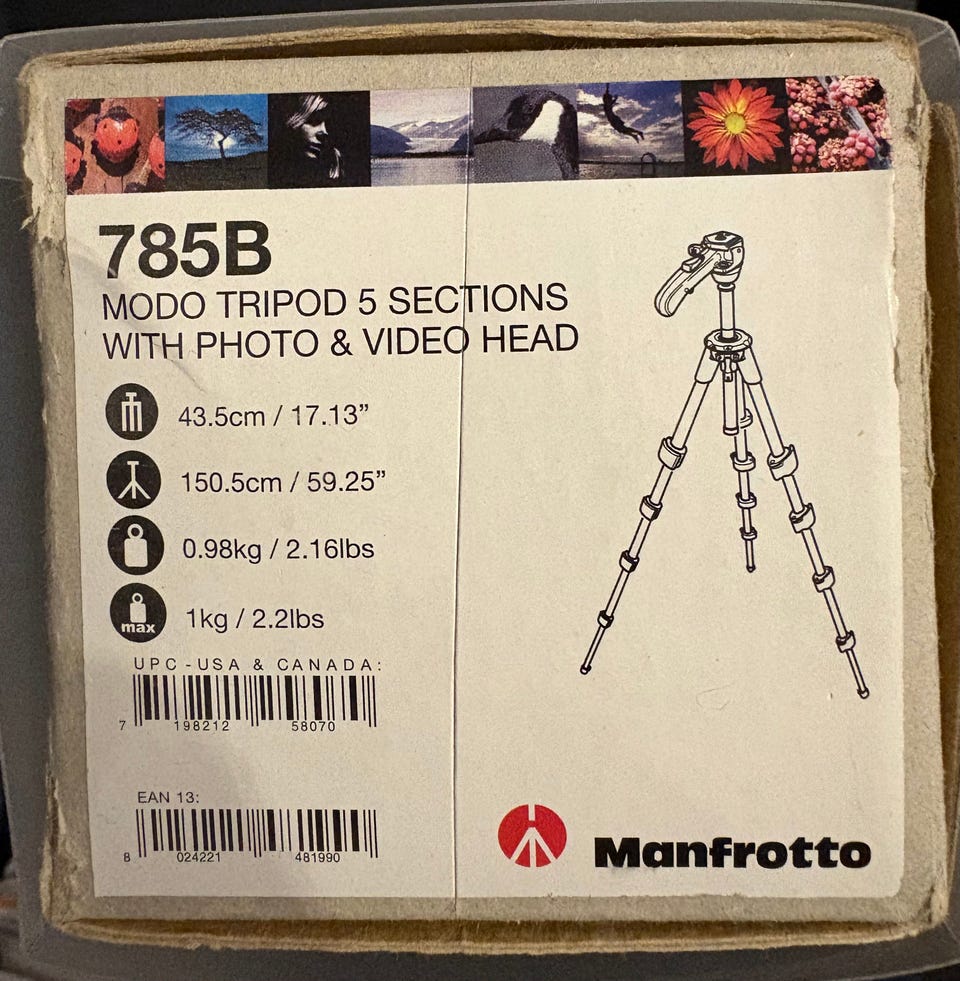 785B
MODO TRIPOD 5 SECTIONS
WITH PHOTO & VIDEO HEAD
43.5cm / 17.13”
150.5cm / 59.25”
0.98kg / 2.16lbs
max 1kg / 2.2lbs
UPC - USA & CANADA:
7 198212 58070
EAN 13:
8 024221 481990
Manfrotto